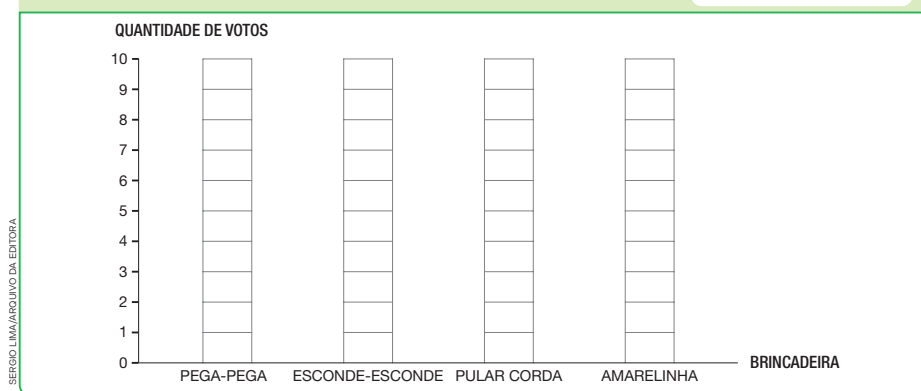 QUANTIDADE DE VOTOS
10
9
8
7
6
5
4
3
2
1
0
PEGA-PEGA ESCONDE-ESCONDE PULAR CORDA AMARELINHA
BRINCADEIRA
SERGIO LIMA/ARQUIVO DA EDITORA